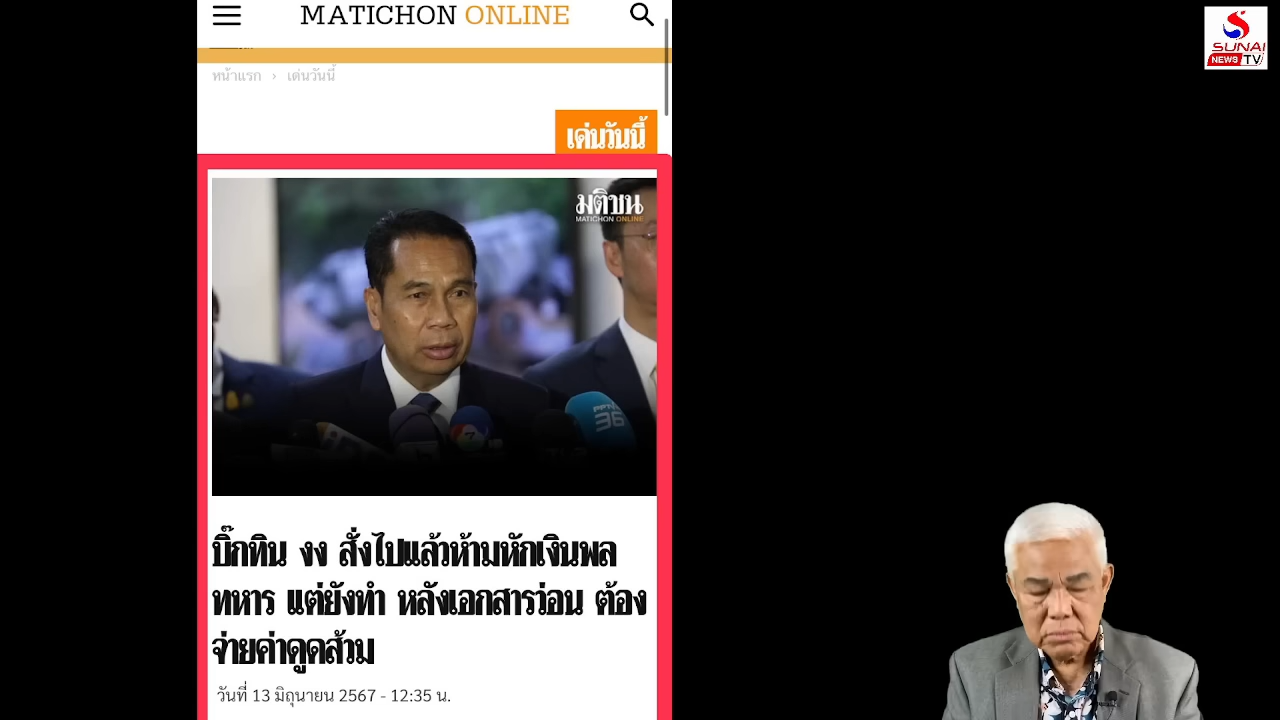 MATICHON ONLINE
SUNAI
NEWS TV
หน้าแรก › เด่นวันนี้
เด่นวันนี้
มติชน
MATICHON ONLINE
7
PPTV
36
บิ๊กทิน งง สั่งไปแล้วห้ามหักเงินพล
ทหาร แต่ยังทำ หลังเอกสารว่อน ต้อง
จ่ายค่าดูดส้วม
วันที่ 13 มิถุนายน 2567 - 12:35 น.